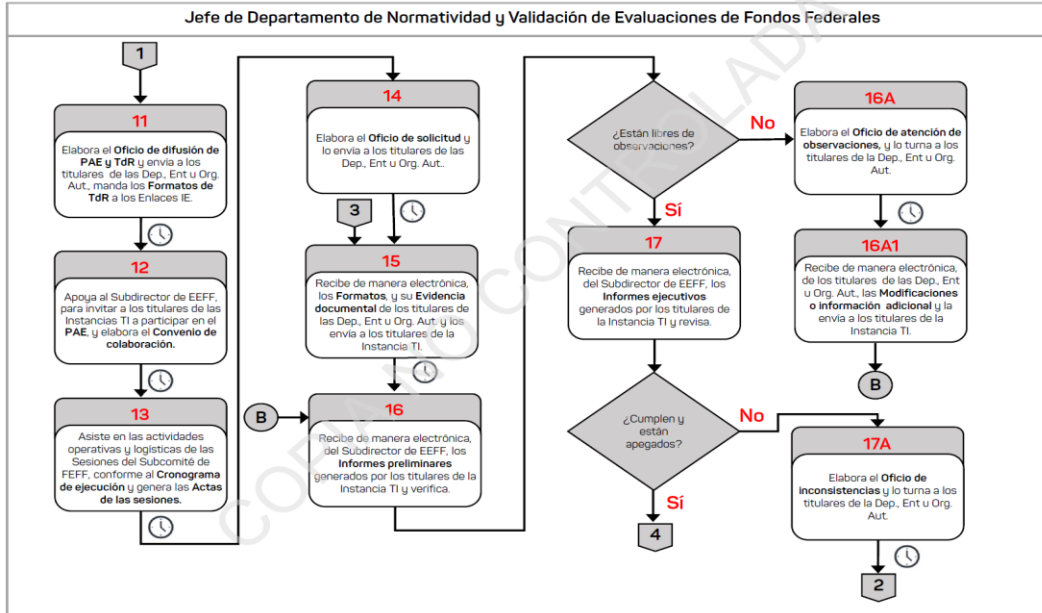 Jefe de Departamento de Normatividad y Validación de Evaluaciones de Fondos Federales
1
11
Elabora el Oficio de difusión de
PAE y TdR y envía a los
titulares de las Dep., Ent u Org.
Aut., manda los Formatos de
TdR a los Enlaces IE.
12
Apoya al Subdirector de EEFF,
para invitar a los titulares de las
Instancias TI a participar en el
PAE, y elabora el Convenio de
colaboración.
13
Asiste en las actividades
operativas y logísticas de las
Sesiones del Subcomité de
FEFF, conforme al Cronograma
de ejecución y genera las Actas
de las sesiones.
14
Elabora el Oficio de solicitud y
lo envía a los titulares de las
Dep., Ent u Org. Aut..
3
15
Recibe de manera electrónica,
los Formatos, y su Evidencia
documental de los titulares de
las Dep., Ent u Org. Aut. y los
envía a los titulares de la
Instancia TI.
B
16
Recibe de manera electrónica,
del Subdirector de EEFF, los
Informes preliminares
generados por los titulares de la
Instancia TI y verifica.
¿Están libres de
observaciones?
No
Sí
17
Recibe de manera electrónica,
del Subdirector de EEFF, los
Informes ejecutivos
generados por los titulares de
la Instancia TI y revisa.
¿Cumplen y
están
apegados?
No
Sí
4
16A
Elabora el Oficio de atención de
observaciones, y lo turna a los
titulares de la Dep., Ent u Org.
Aut.
16A1
Recibe de manera electrónica,
de los titulares de las Dep., Ent
u Org. Aut., las Modificaciones
o información adicional y la
envía a los titulares de la
Instancia TI.
B
17A
Elabora el Oficio de
inconsistencias y lo turna a los
titulares de la Dep., Ent u Org.
Aut.
2
COPIA NO CONTROLADA